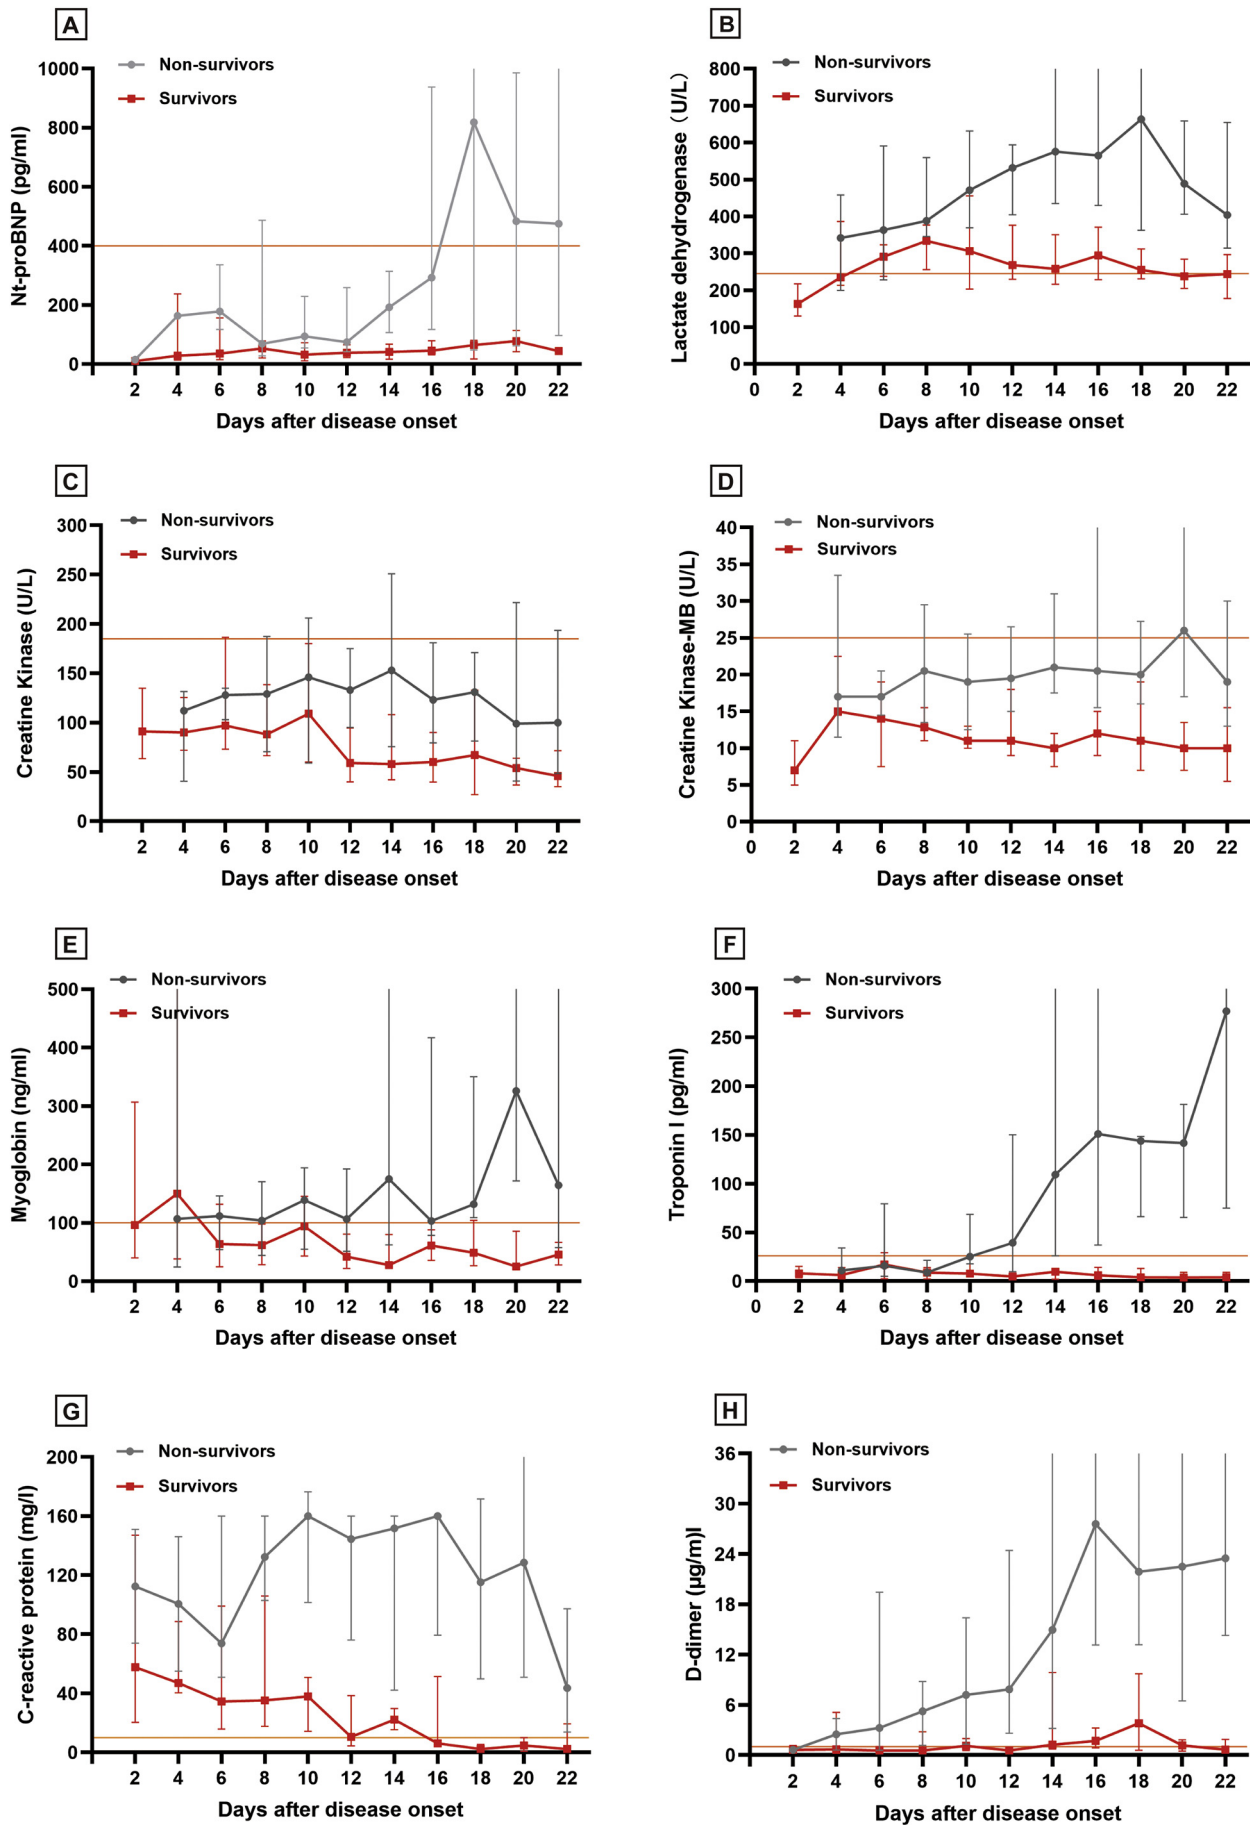 A
Non-survivors
Survivors
Nt-proBNP (pg/ml)
1000
800
600
400
200
0
2 4 6 8 10 12 14 16 18 20 22
Days after disease onset
B
Non-survivors
Survivors
Lactate dehydrogenase (U/L)
800
700
600
500
400
300
200
100
0
0 2 4 6 8 10 12 14 16 18 20 22
Days after disease onset
C
Non-survivors
Survivors
Creatine Kinase (U/L)
300
250
200
150
100
50
0
2 4 6 8 10 12 14 16 18 20 22
Days after disease onset
D
Non-survivors
Survivors
Creatine Kinase-MB (U/L)
40
35
30
25
20
15
10
5
0
0 2 4 6 8 10 12 14 16 18 20 22
Days after disease onset
E
Non-survivors
Survivors
Myoglobin (ng/ml)
500
400
300
200
100
0
2 4 6 8 10 12 14 16 18 20 22
Days after disease onset
F
Non-survivors
Survivors
Troponin I (pg/ml)
300
250
200
150
100
50
0
0 2 4 6 8 10 12 14 16 18 20 22
Days after disease onset
G
Non-survivors
Survivors
C-reactive protein (mg/l)
200
160
120
80
40
0
2 4 6 8 10 12 14 16 18 20 22
Days after disease onset
H
Non-survivors
Survivors
D-dimer (µg/m)l
36
30
24
18
12
6
0
2 4 6 8 10 12 14 16 18 20 22
Days after disease onset